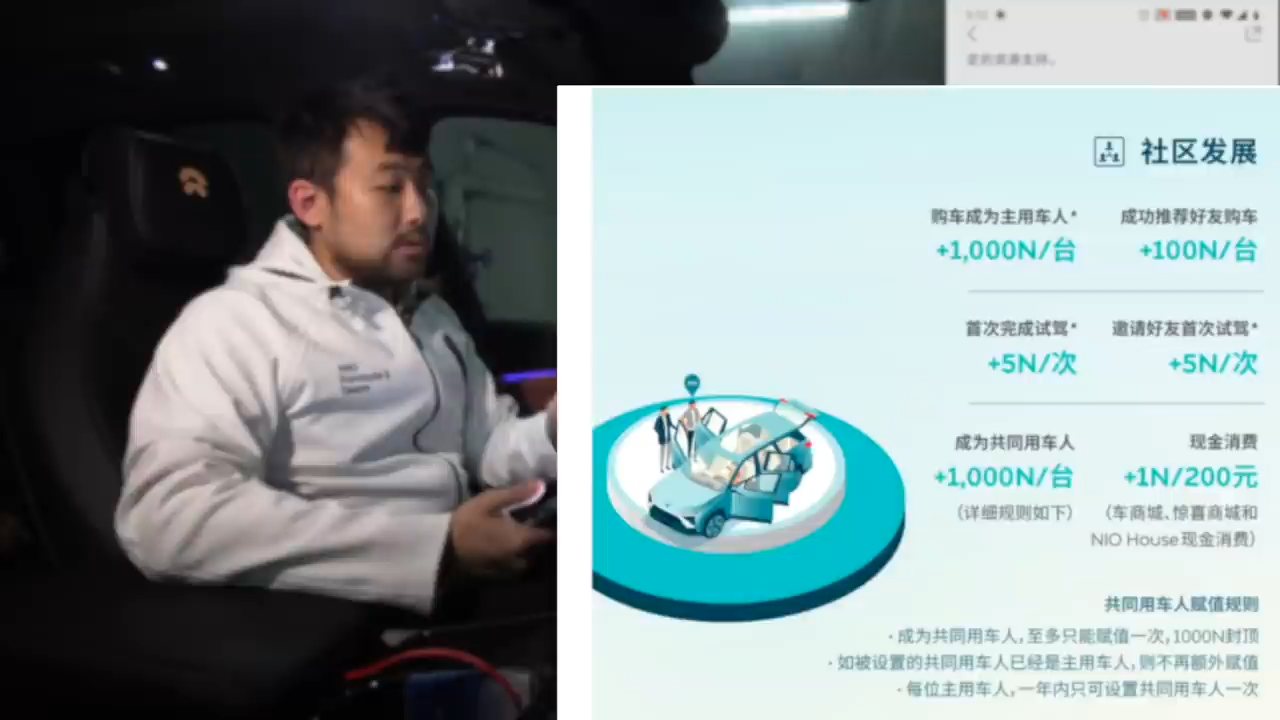 社区发展
购车成为主用车人* 成功推荐好友购车
+1,000N/台 +100N/台
首次完成试驾* 邀请好友首次试驾*
+5N/次 +5N/次
成为共同用车人 现金消费
+1,000N/台 +1N/200元
(详细规则如下) (车商城、惊喜商城和
NIO House现金消费)
共同用车人赋值规则
·成为共同用车人,至多只能赋值一次,1000N封顶
·如被设置的共同用车人已经是主用车人,则不再额外赋值
·每位主用车人,一年内只可设置共同用车人一次